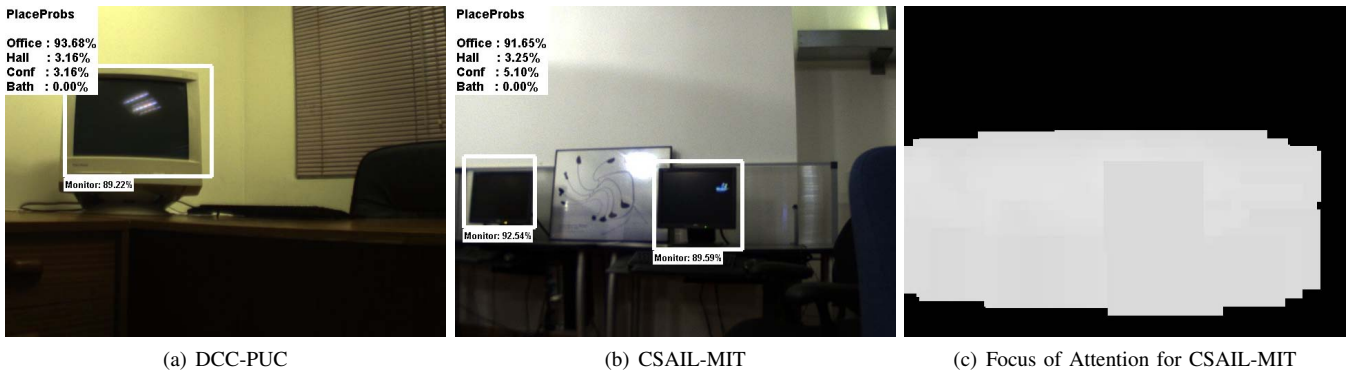 PlaceProbs
Office : 93.68%
Hall : 3.16%
Conf : 3.16%
Bath : 0.00%
Monitor: 89.22%
PlaceProbs
Office : 91.65%
Hall : 3.25%
Conf : 5.10%
Bath : 0.00%
Monitor: 92.54%
Monitor: 89.59%
(a) DCC-PUC
(b) CSAIL-MIT
(c) Focus of Attention for CSAIL-MIT